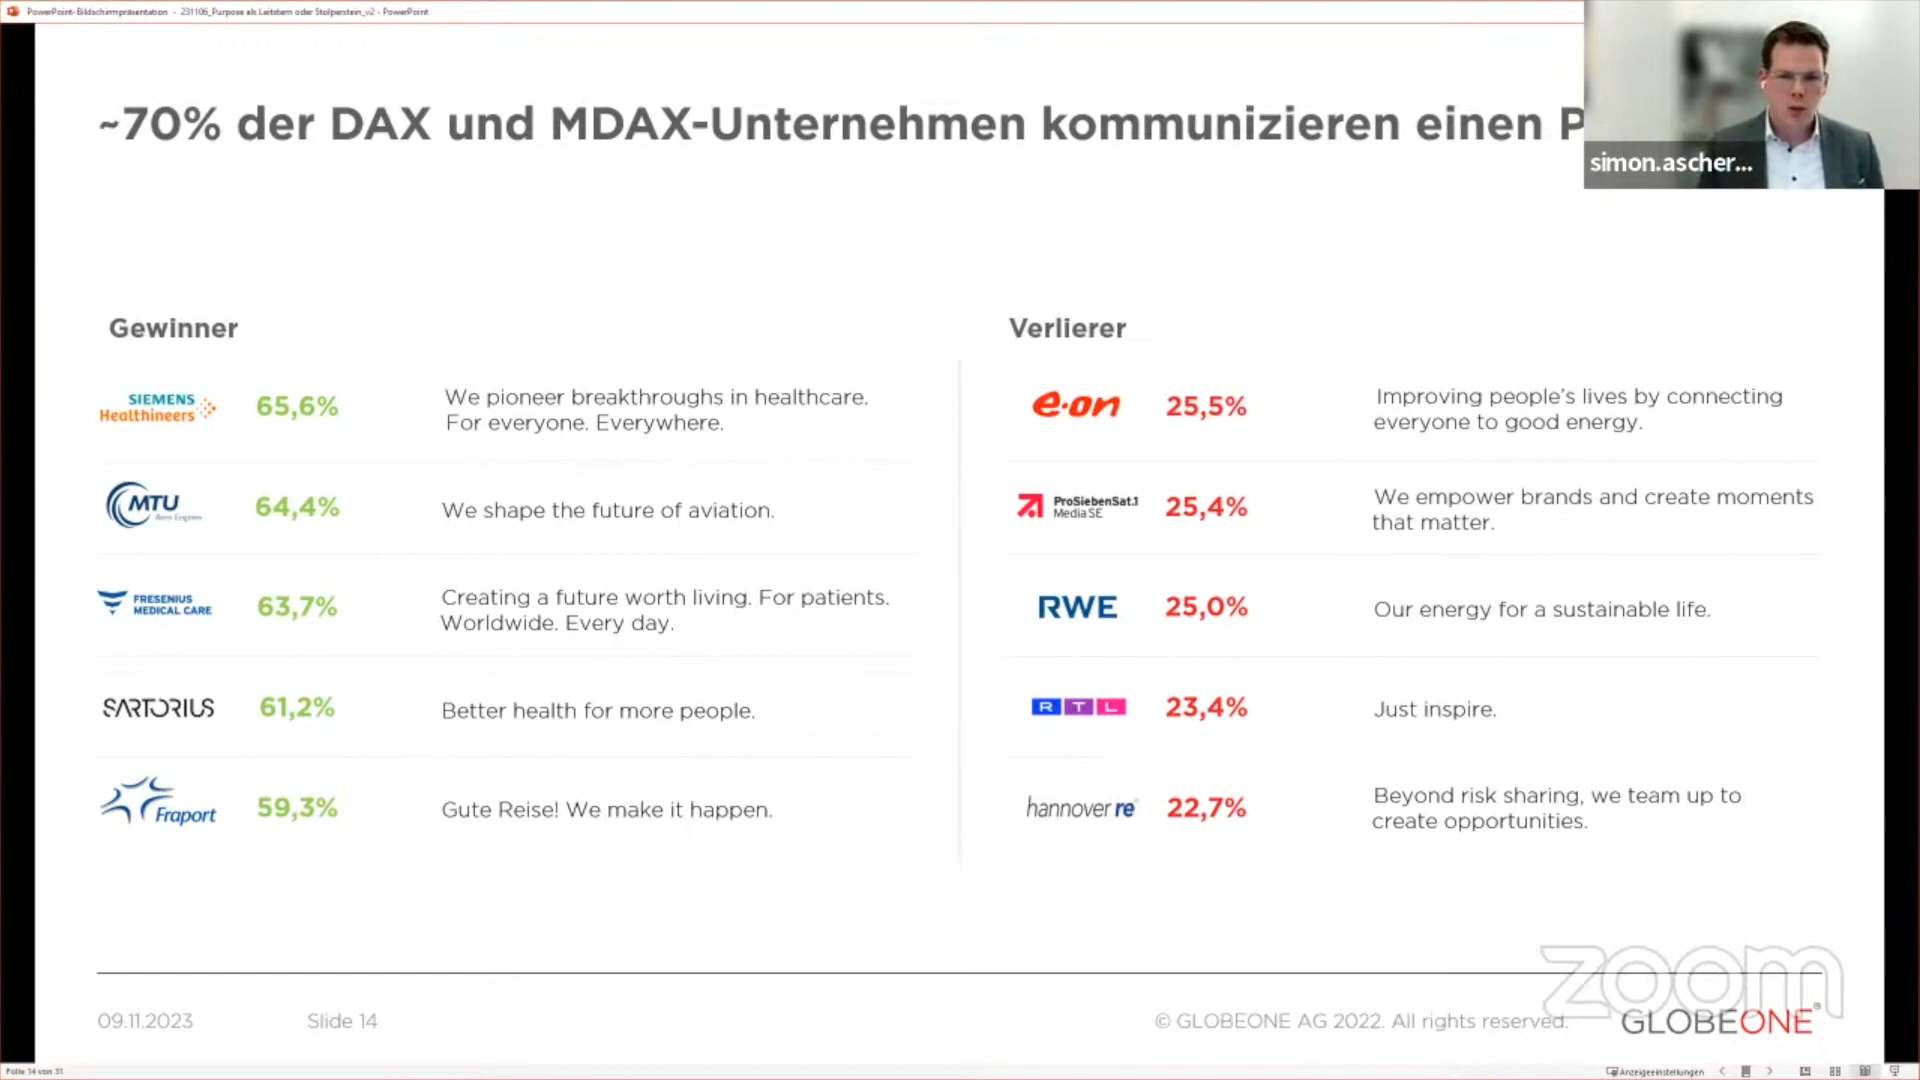 PowerPoint-Bildschirmpräsentation - 231106_Purpose als Leitstern oder Stolperstein_v2 - PowerPoint
~70% der DAX und MDAX-Unternehmen kommunizieren einen P
simon.ascher...
Gewinner
SIEMENS
Healthineers
65,6%
We pioneer breakthroughs in healthcare.
For everyone. Everywhere.
MTU
Aero Engines
64,4%
We shape the future of aviation.
FRESENIUS
MEDICAL CARE
63,7%
Creating a future worth living. For patients.
Worldwide. Every day.
SARTORIUS
61,2%
Better health for more people.
Fraport
59,3%
Gute Reise! We make it happen.
Verlierer
e·on
25,5%
Improving people's lives by connecting
everyone to good energy.
ProSiebenSat.1
Media SE
25,4%
We empower brands and create moments
that matter.
RWE
25,0%
Our energy for a sustainable life.
RTL
23,4%
Just inspire.
hannover re®
22,7%
Beyond risk sharing, we team up to
create opportunities.
09.11.2023
Slide 14
© GLOBEONE AG 2022. All rights reserved.
zoom
GLOBEONE®
Folie 14 von 31
Anzeigeeinstellungen